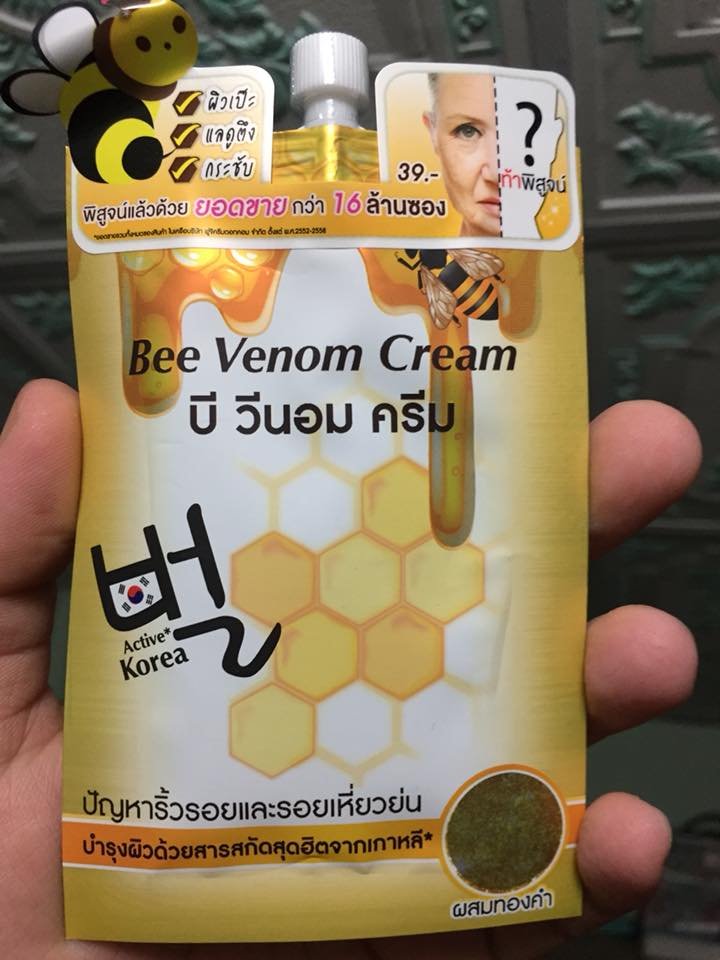 ผิวเป๊ะ
แลดูตึง
กระชับ
39.-
?
ท้าพิสูจน์
พิสูจน์แล้วด้วย ยอดขาย กว่า 16 ล้านซอง
Bee Venom Cream
บี วีนอม ครีม
벌
Active*
Korea
ปัญหาริ้วรอยและรอยเหี่ยวย่น
บำรุงผิวด้วยสารสกัดสุดฮิตจากเกาหลี*
ผสมทองคำ